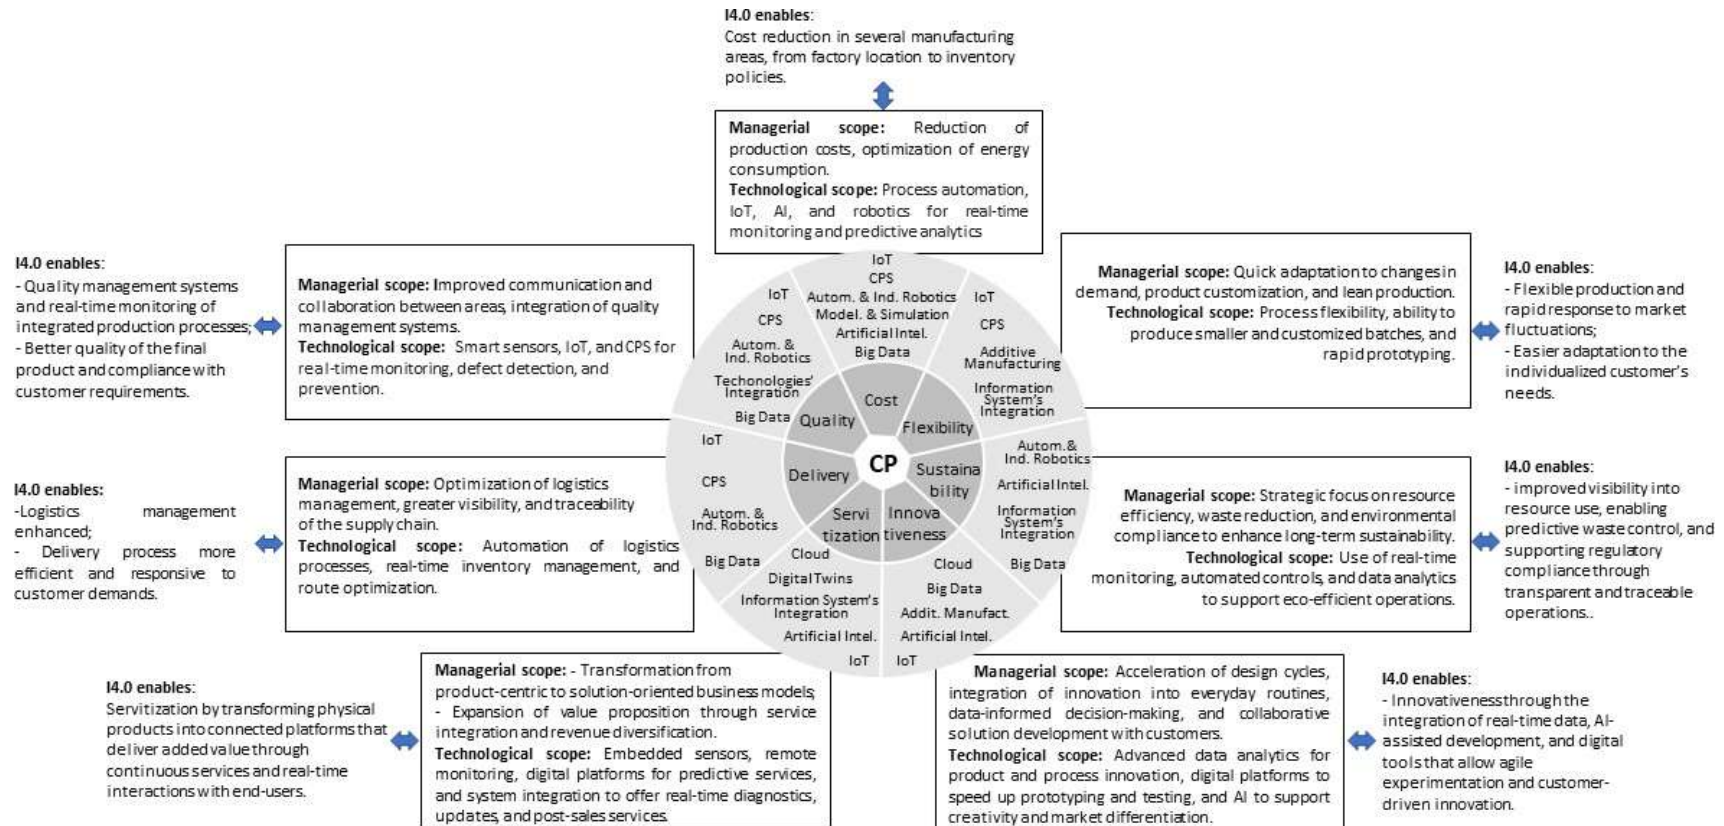 I4.0 enables:
Cost reduction in several manufacturing
areas, from factory location to inventory
policies.
Managerial scope: Reduction of
production costs, optimization of energy
consumption.
Technological scope: Process automation,
IoT, AI, and robotics for real-time
monitoring and predictive analytics
I4.0 enables:
- Quality management systems
and real-time monitoring of
integrated production processes;
- Better quality of the final
product and compliance with
customer requirements.
Managerial scope: Improved communication and
collaboration between areas, integration of quality
management systems.
Technological scope: Smart sensors, IoT, and CPS for
real-time monitoring, defect detection, and
prevention.
Managerial scope: Quick adaptation to changes in
demand, product customization, and lean production.
Technological scope: Process flexibility, ability to
produce smaller and customized batches, and
rapid prototyping.
I4.0 enables:
- Flexible production and
rapid response to market
fluctuations;
- Easier adaptation to the
individualized customer's
needs.
IoT
CPS
Autom. & Ind. Robotics
Model. & Simulation
Artificial Intel.
Big Data
IoT
CPS
Autom. &
Ind. Robotics
Techonologies'
Integration
Big Data
IoT
CPS
Additive
Manufacturing
Information
System's
Integration
Cost
Quality
Flexibility
CP
Delivery
Sustaina
bility
Servi
tization
Innova
tiveness
IoT
CPS
Autom. &
Ind. Robotics
Big Data
Autom. &
Ind. Robotics
Artificial Intel.
Information
System's
Integration
Big Data
Cloud
Digital Twins
Information System's
Integration
Artificial Intel.
IoT
Cloud
Big Data
Addit. Manufact.
Artificial Intel.
IoT
I4.0 enables:
-Logistics management
enhanced;
- Delivery process more
efficient and responsive to
customer demands.
Managerial scope: Optimization of logistics
management, greater visibility, and traceability
of the supply chain.
Technological scope: Automation of logistics
processes, real-time inventory management, and
route optimization.
Managerial scope: Strategic focus on resource
efficiency, waste reduction, and environmental
compliance to enhance long-term sustainability.
Technological scope: Use of real-time
monitoring, automated controls, and data analytics
to support eco-efficient operations.
I4.0 enables:
- improved visibility into
resource use, enabling
predictive waste control, and
supporting regulatory
compliance through
transparent and traceable
operations..
I4.0 enables:
Servitization by transforming physical
products into connected platforms that
deliver added value through
continuous services and real-time
interactions with end-users.
Managerial scope: - Transformation from
product-centric to solution-oriented business models;
- Expansion of value proposition through service
integration and revenue diversification.
Technological scope: Embedded sensors, remote
monitoring, digital platforms for predictive services,
and system integration to offer real-time diagnostics,
updates, and post-sales services.
Managerial scope: Acceleration of design cycles,
integration of innovation into everyday routines,
data-informed decision-making, and collaborative
solution development with customers.
Technological scope: Advanced data analytics for
product and process innovation, digital platforms to
speed up prototyping and testing, and AI to support
creativity and market differentiation.
I4.0 enables:
- Innovativeness through the
integration of real-time data, AI-
assisted development, and digital
tools that allow agile
experimentation and customer-
driven innovation.